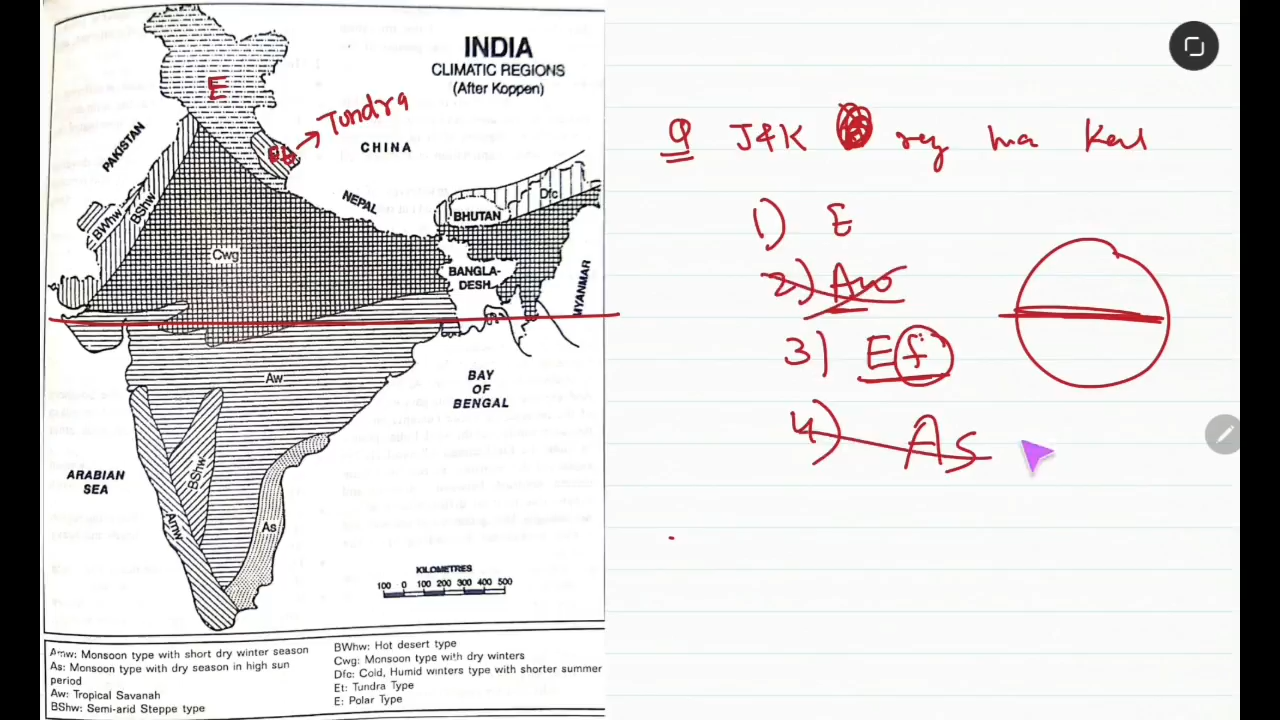 INDIA
CLIMATIC REGIONS
(After Koppen)
E
Tundra
PAKISTAN
CHINA
NEPAL
BHUTAN
Dfc
BWhw
BShw
Cwg
BANGLA-
DESH
MYANMAR
Aw
BAY
OF
BENGAL
ARABIAN
SEA
BShw
Amw
As
KILOMETRES
100 0 100 200 300 400 500
Amw: Monsoon type with short dry winter season
As: Monsoon type with dry season in high sun
period
Aw: Tropical Savanah
BShw: Semi-arid Steppe type
BWhw: Hot desert type
Cwg: Monsoon type with dry winters
Dfc: Cold, Humid winters type with shorter summer
Et: Tundra Type
E: Polar Type
Q J&K reg ma
1) E
2) Aw
3) Ef
4) As